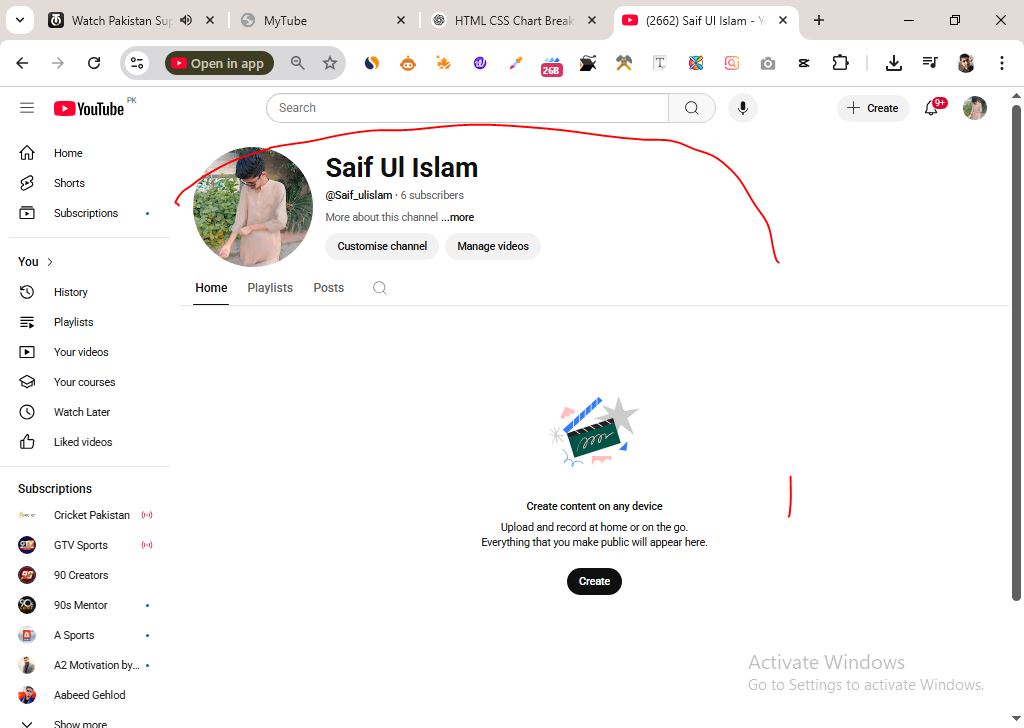 Watch Pakistan Sup
MyTube
HTML CSS Chart Break
(2662) Saif Ul Islam - Y
Open in app
26B
YouTube PK
Search
Create
9+
Home
Shorts
Subscriptions
You
History
Playlists
Your videos
Your courses
Watch Later
Liked videos
Subscriptions
Cricket Pakistan
GTV Sports
90 Creators
90s Mentor
A Sports
A2 Motivation by...
Aabeed Gehlod
Show more
Saif Ul Islam
@Saif_ulislam · 6 subscribers
More about this channel ...more
Customise channel
Manage videos
Home
Playlists
Posts
Create content on any device
Upload and record at home or on the go.
Everything that you make public will appear here.
Create
Activate Windows
Go to Settings to activate Windows.